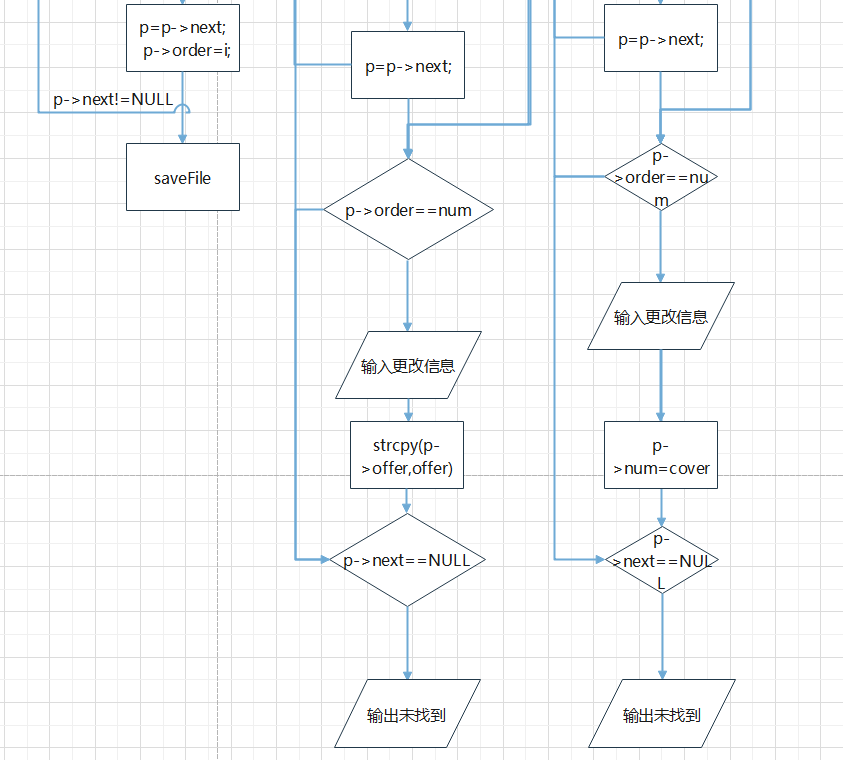 p=p->next;
p->order=i;
p->next!=NULL
saveFile
p=p->next;
p->order==num
输入更改信息
strcpy(p-
>offer,offer)
p->next==NULL
输出未找到
p=p->next;
p-
>order==nu
m
输入更改信息
p-
>num=cover
p-
>next==NUL
L
输出未找到